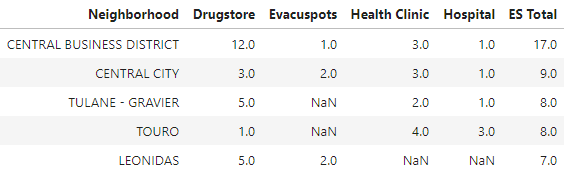 Neighborhood Drugstore Evacuspots Health Clinic Hospital ES Total
CENTRAL BUSINESS DISTRICT 12.0 1.0 3.0 1.0 17.0
CENTRAL CITY 3.0 2.0 3.0 1.0 9.0
TULANE - GRAVIER 5.0 NaN 2.0 1.0 8.0
TOURO 1.0 NaN 4.0 3.0 8.0
LEONIDAS 5.0 2.0 NaN NaN 7.0